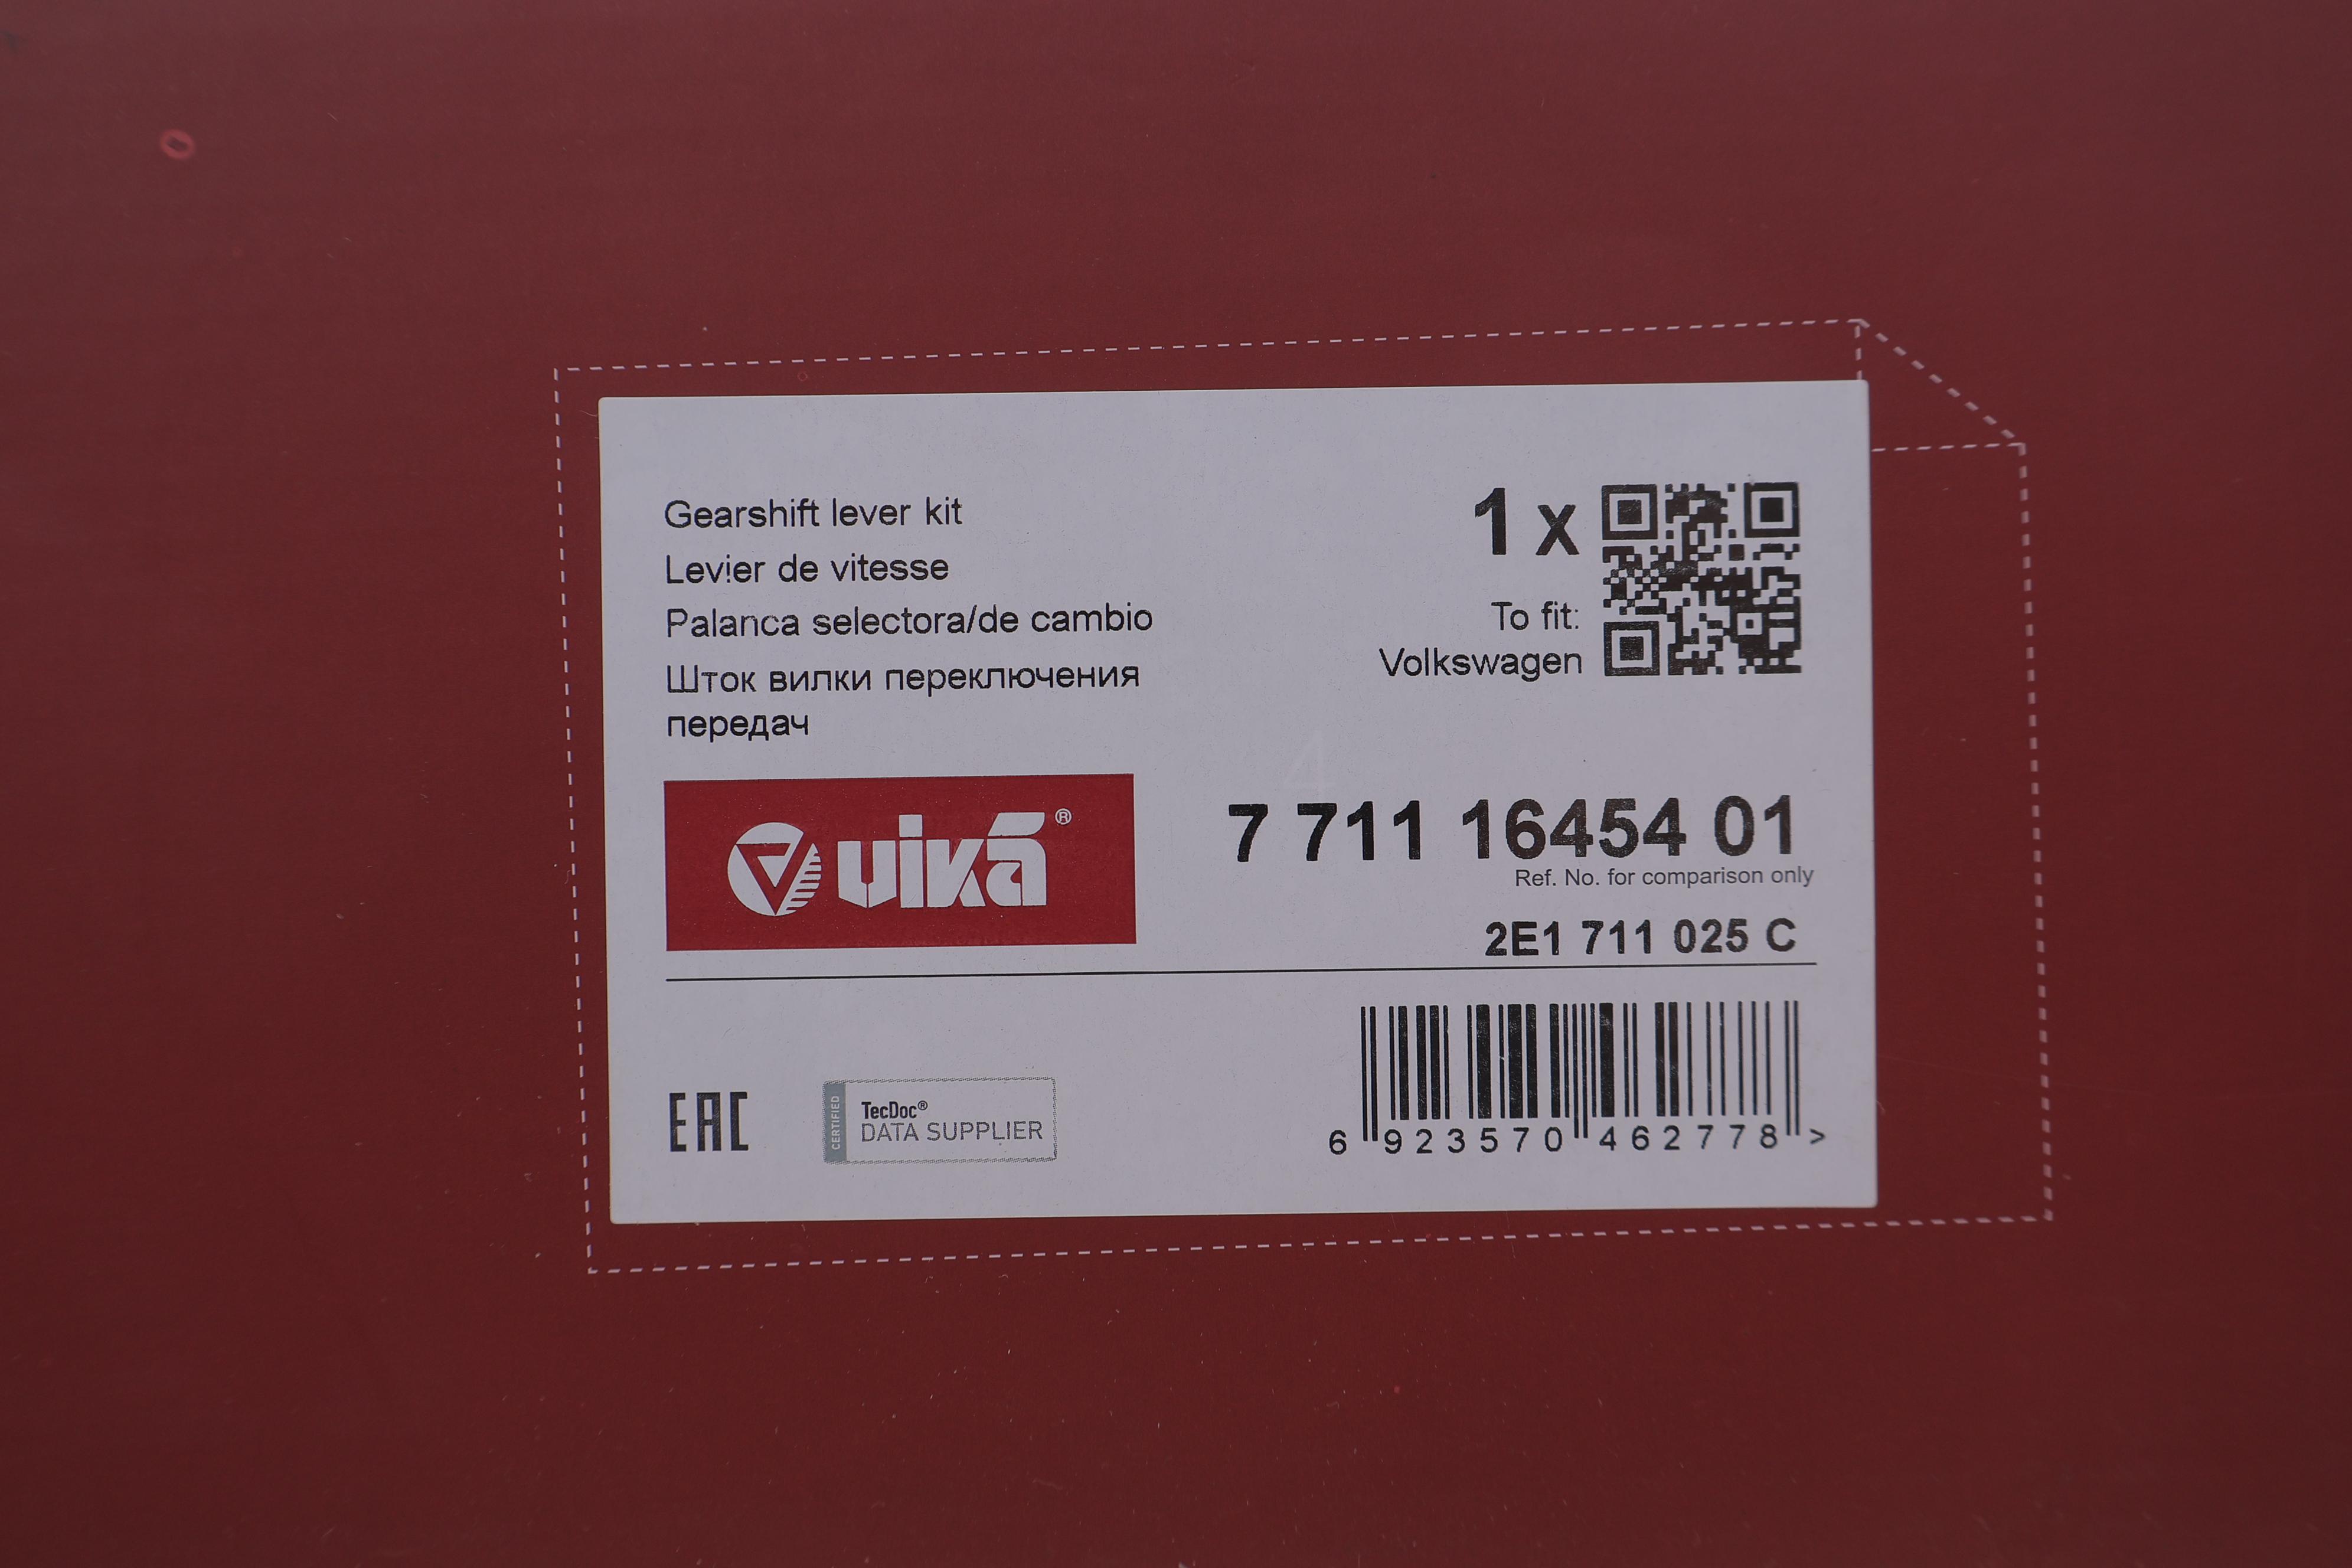 Gearshift lever kit
Levier de vitesse
Palanca selectora/de cambio
Шток вилки переключения
передач
1 x
To fit:
Volkswagen
vika®
7 711 16454 01
Ref. No. for comparison only
2E1 711 025 C
EAC
CERTIFIED
TecDoc®
DATA SUPPLIER
6 923570 462778 >